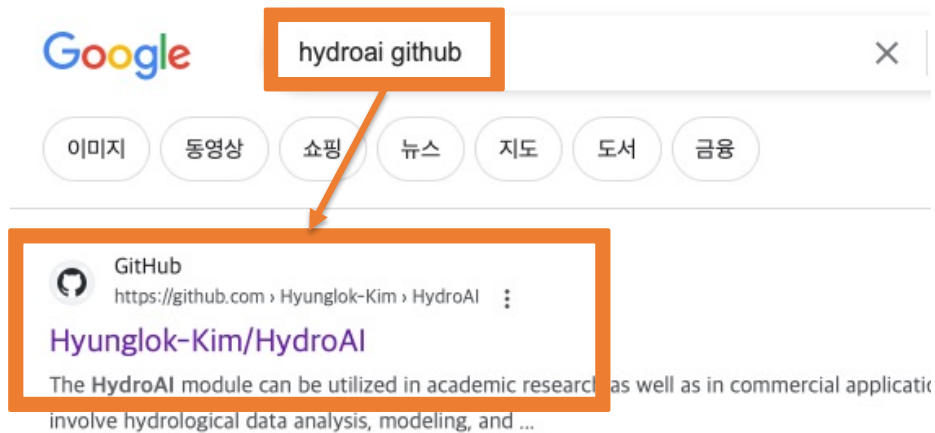 Google
hydroai github
이미지 동영상 쇼핑 뉴스 지도 도서 금융
GitHub
https://github.com › Hyunglok-Kim › HydroAI
Hyunglok-Kim/HydroAI
The HydroAI module can be utilized in academic research as well as in commercial
involve hydrological data analysis, modeling, and ...